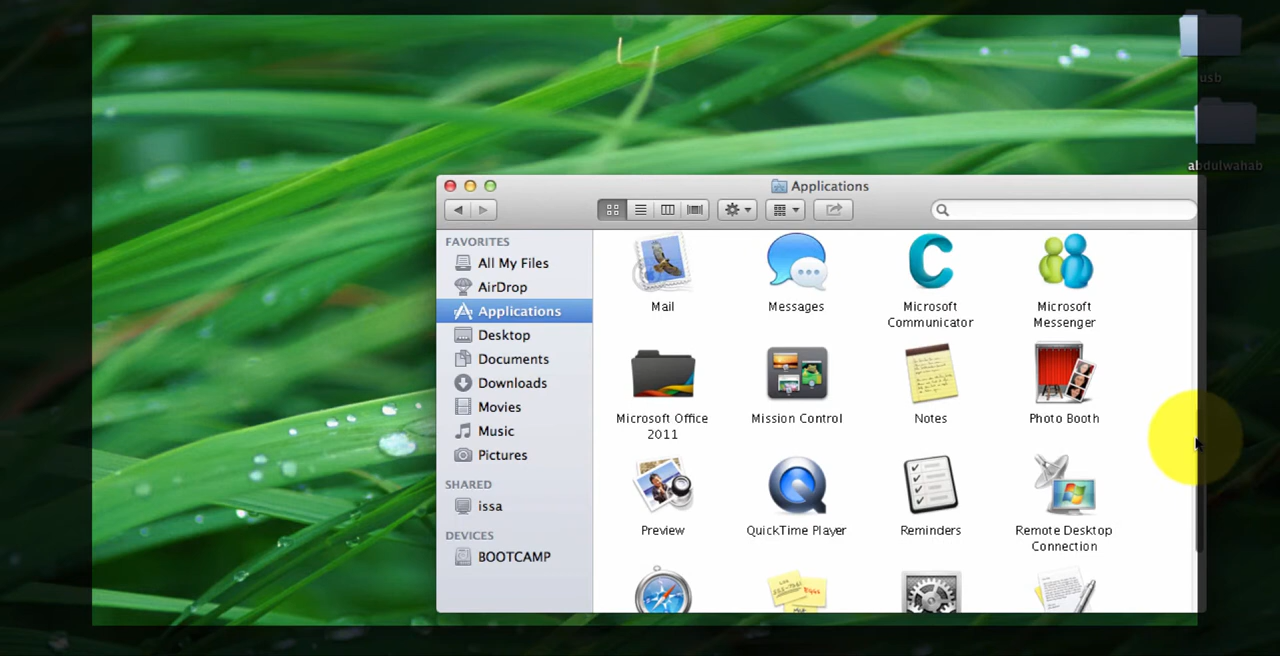 usb
abdulwahab
Applications
FAVORITES
All My Files
AirDrop
Applications
Desktop
Documents
Downloads
Movies
Music
Pictures
SHARED
issa
DEVICES
BOOTCAMP
Mail
Messages
Microsoft
Communicator
Microsoft
Messenger
Microsoft Office
2011
Mission Control
Notes
Photo Booth
Preview
QuickTime Player
Reminders
Remote Desktop
Connection